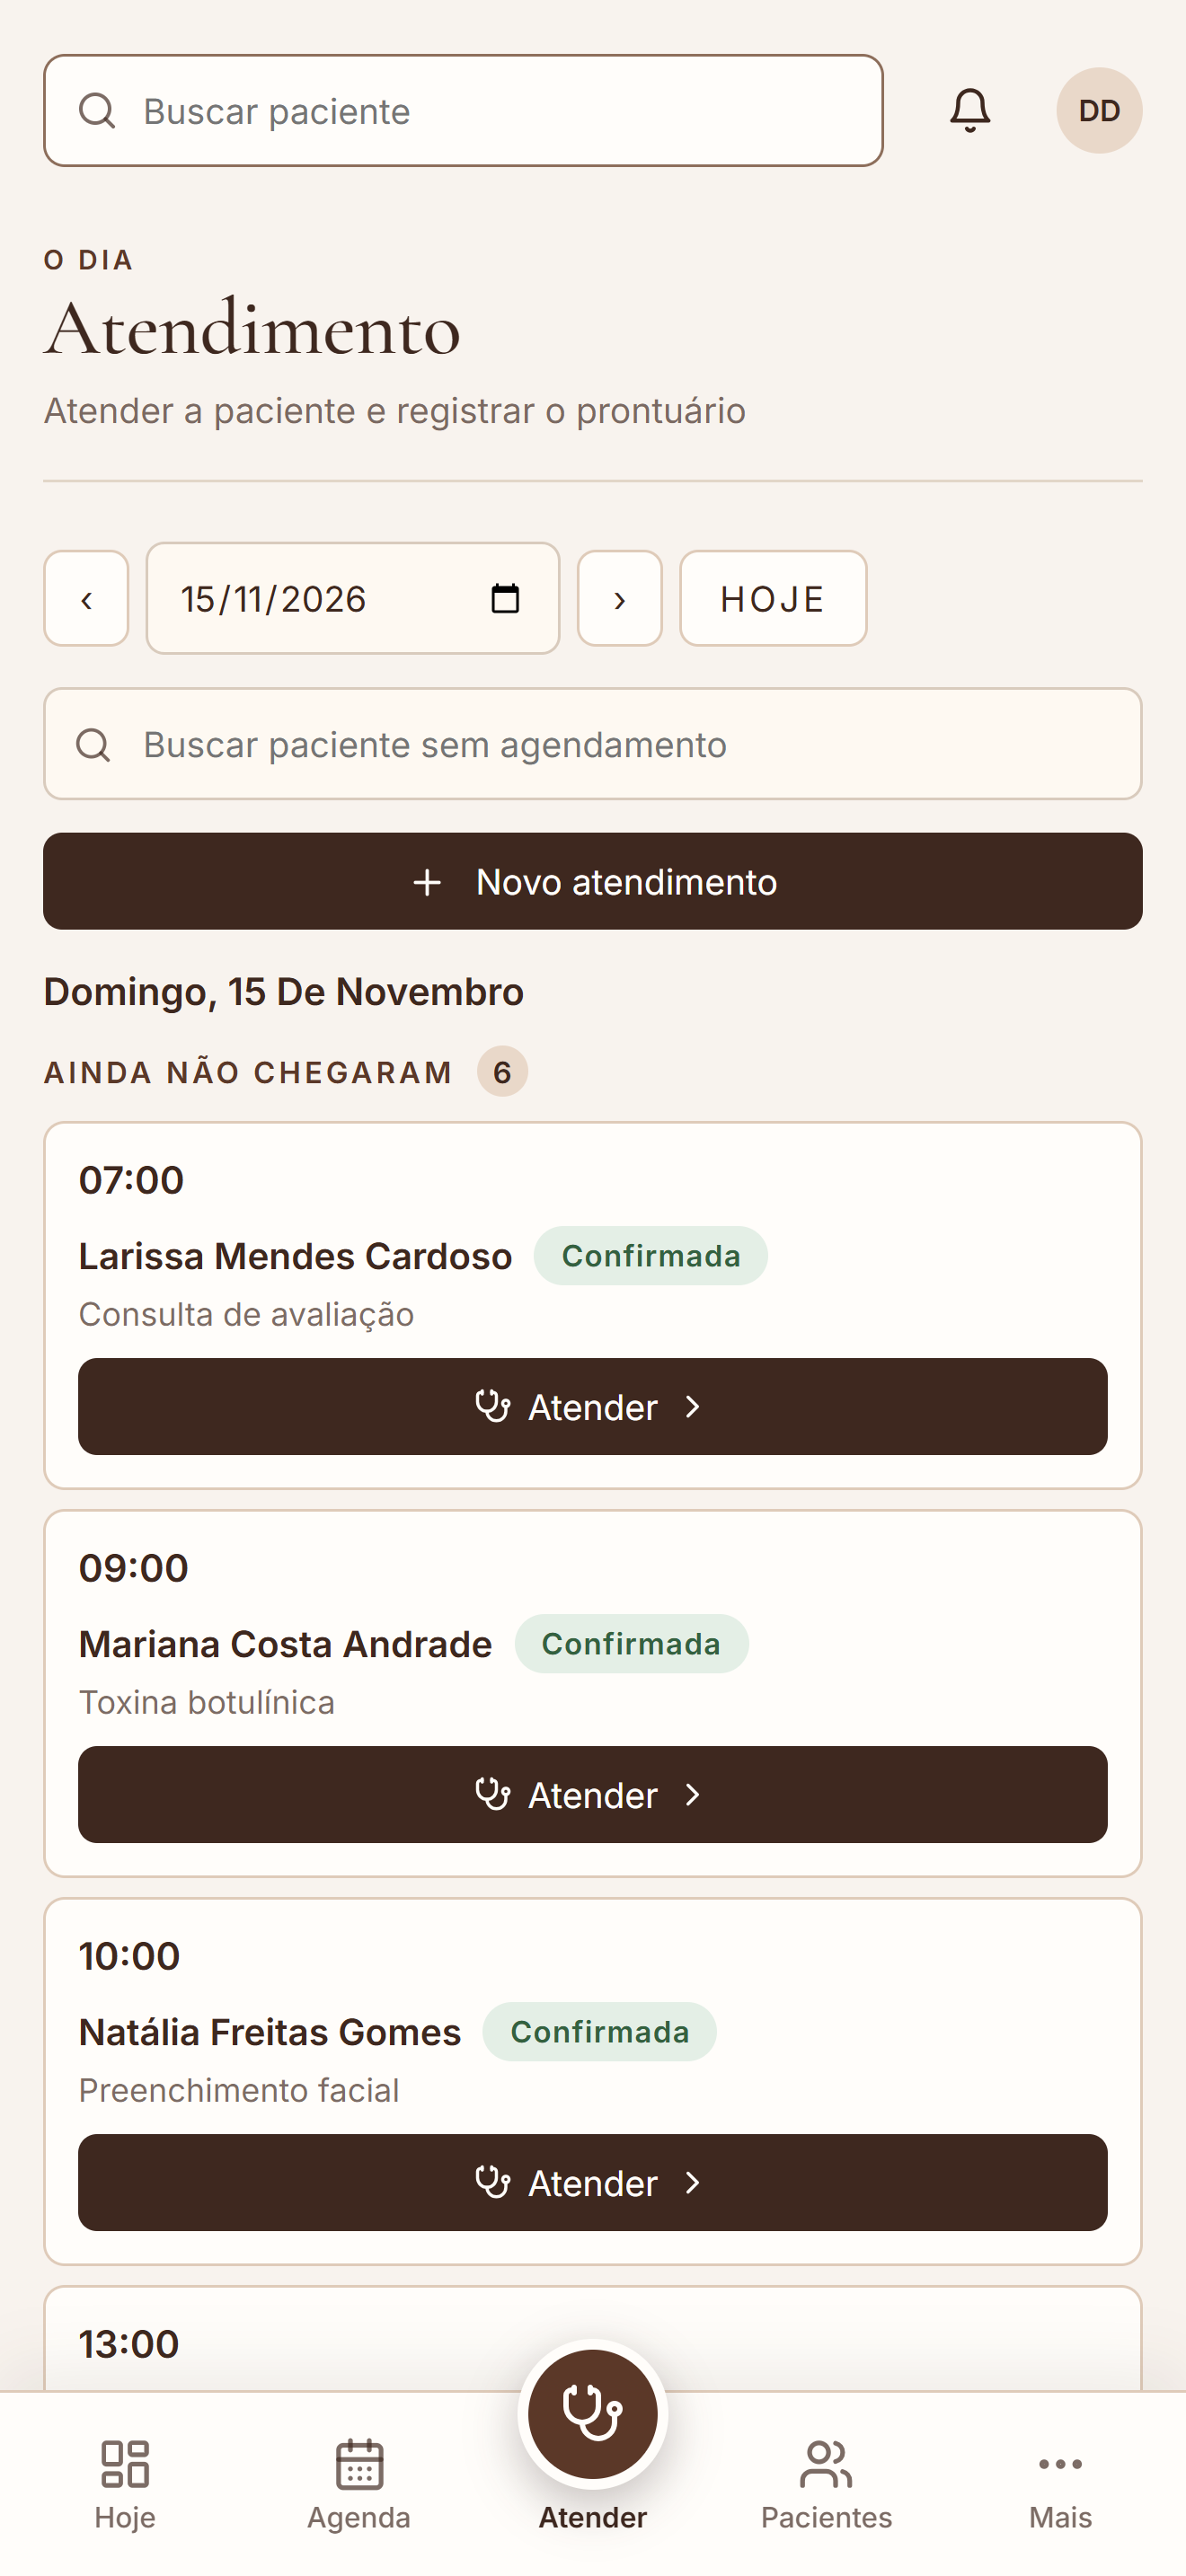 Buscar paciente
DD
O DIA
Atendimento
Atender a paciente e registrar o prontuário
‹ 15/11/2026 › HOJE
Buscar paciente sem agendamento
+ Novo atendimento
Domingo, 15 De Novembro
AINDA NÃO CHEGARAM 6
07:00
Larissa Mendes Cardoso Confirmada
Consulta de avaliação
Atender
09:00
Mariana Costa Andrade Confirmada
Toxina botulínica
Atender
10:00
Natália Freitas Gomes Confirmada
Preenchimento facial
Atender
13:00
Hoje Agenda Atender Pacientes Mais